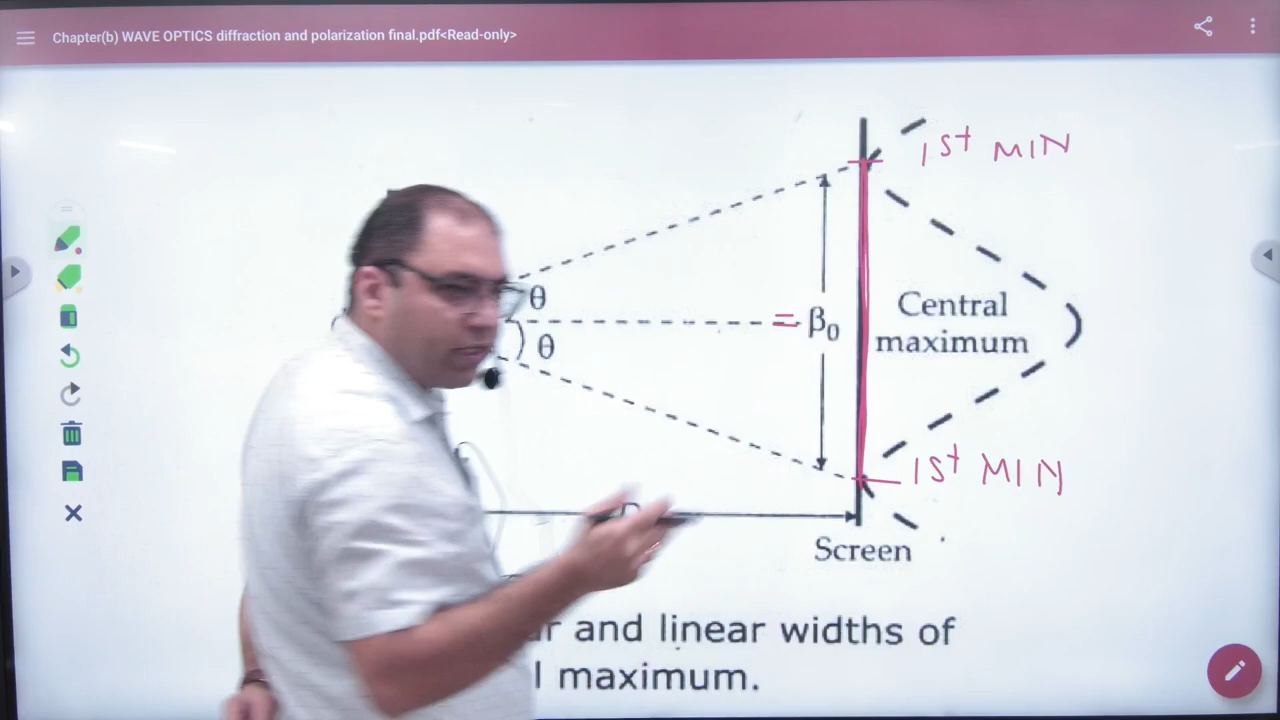 Chapter(b) WAVE OPTICS diffraction and polarization final.pdf<Read-only>
1st MIN
θ
= β0
Central
maximum
θ
1st MIN
Screen
and linear widths of
maximum.